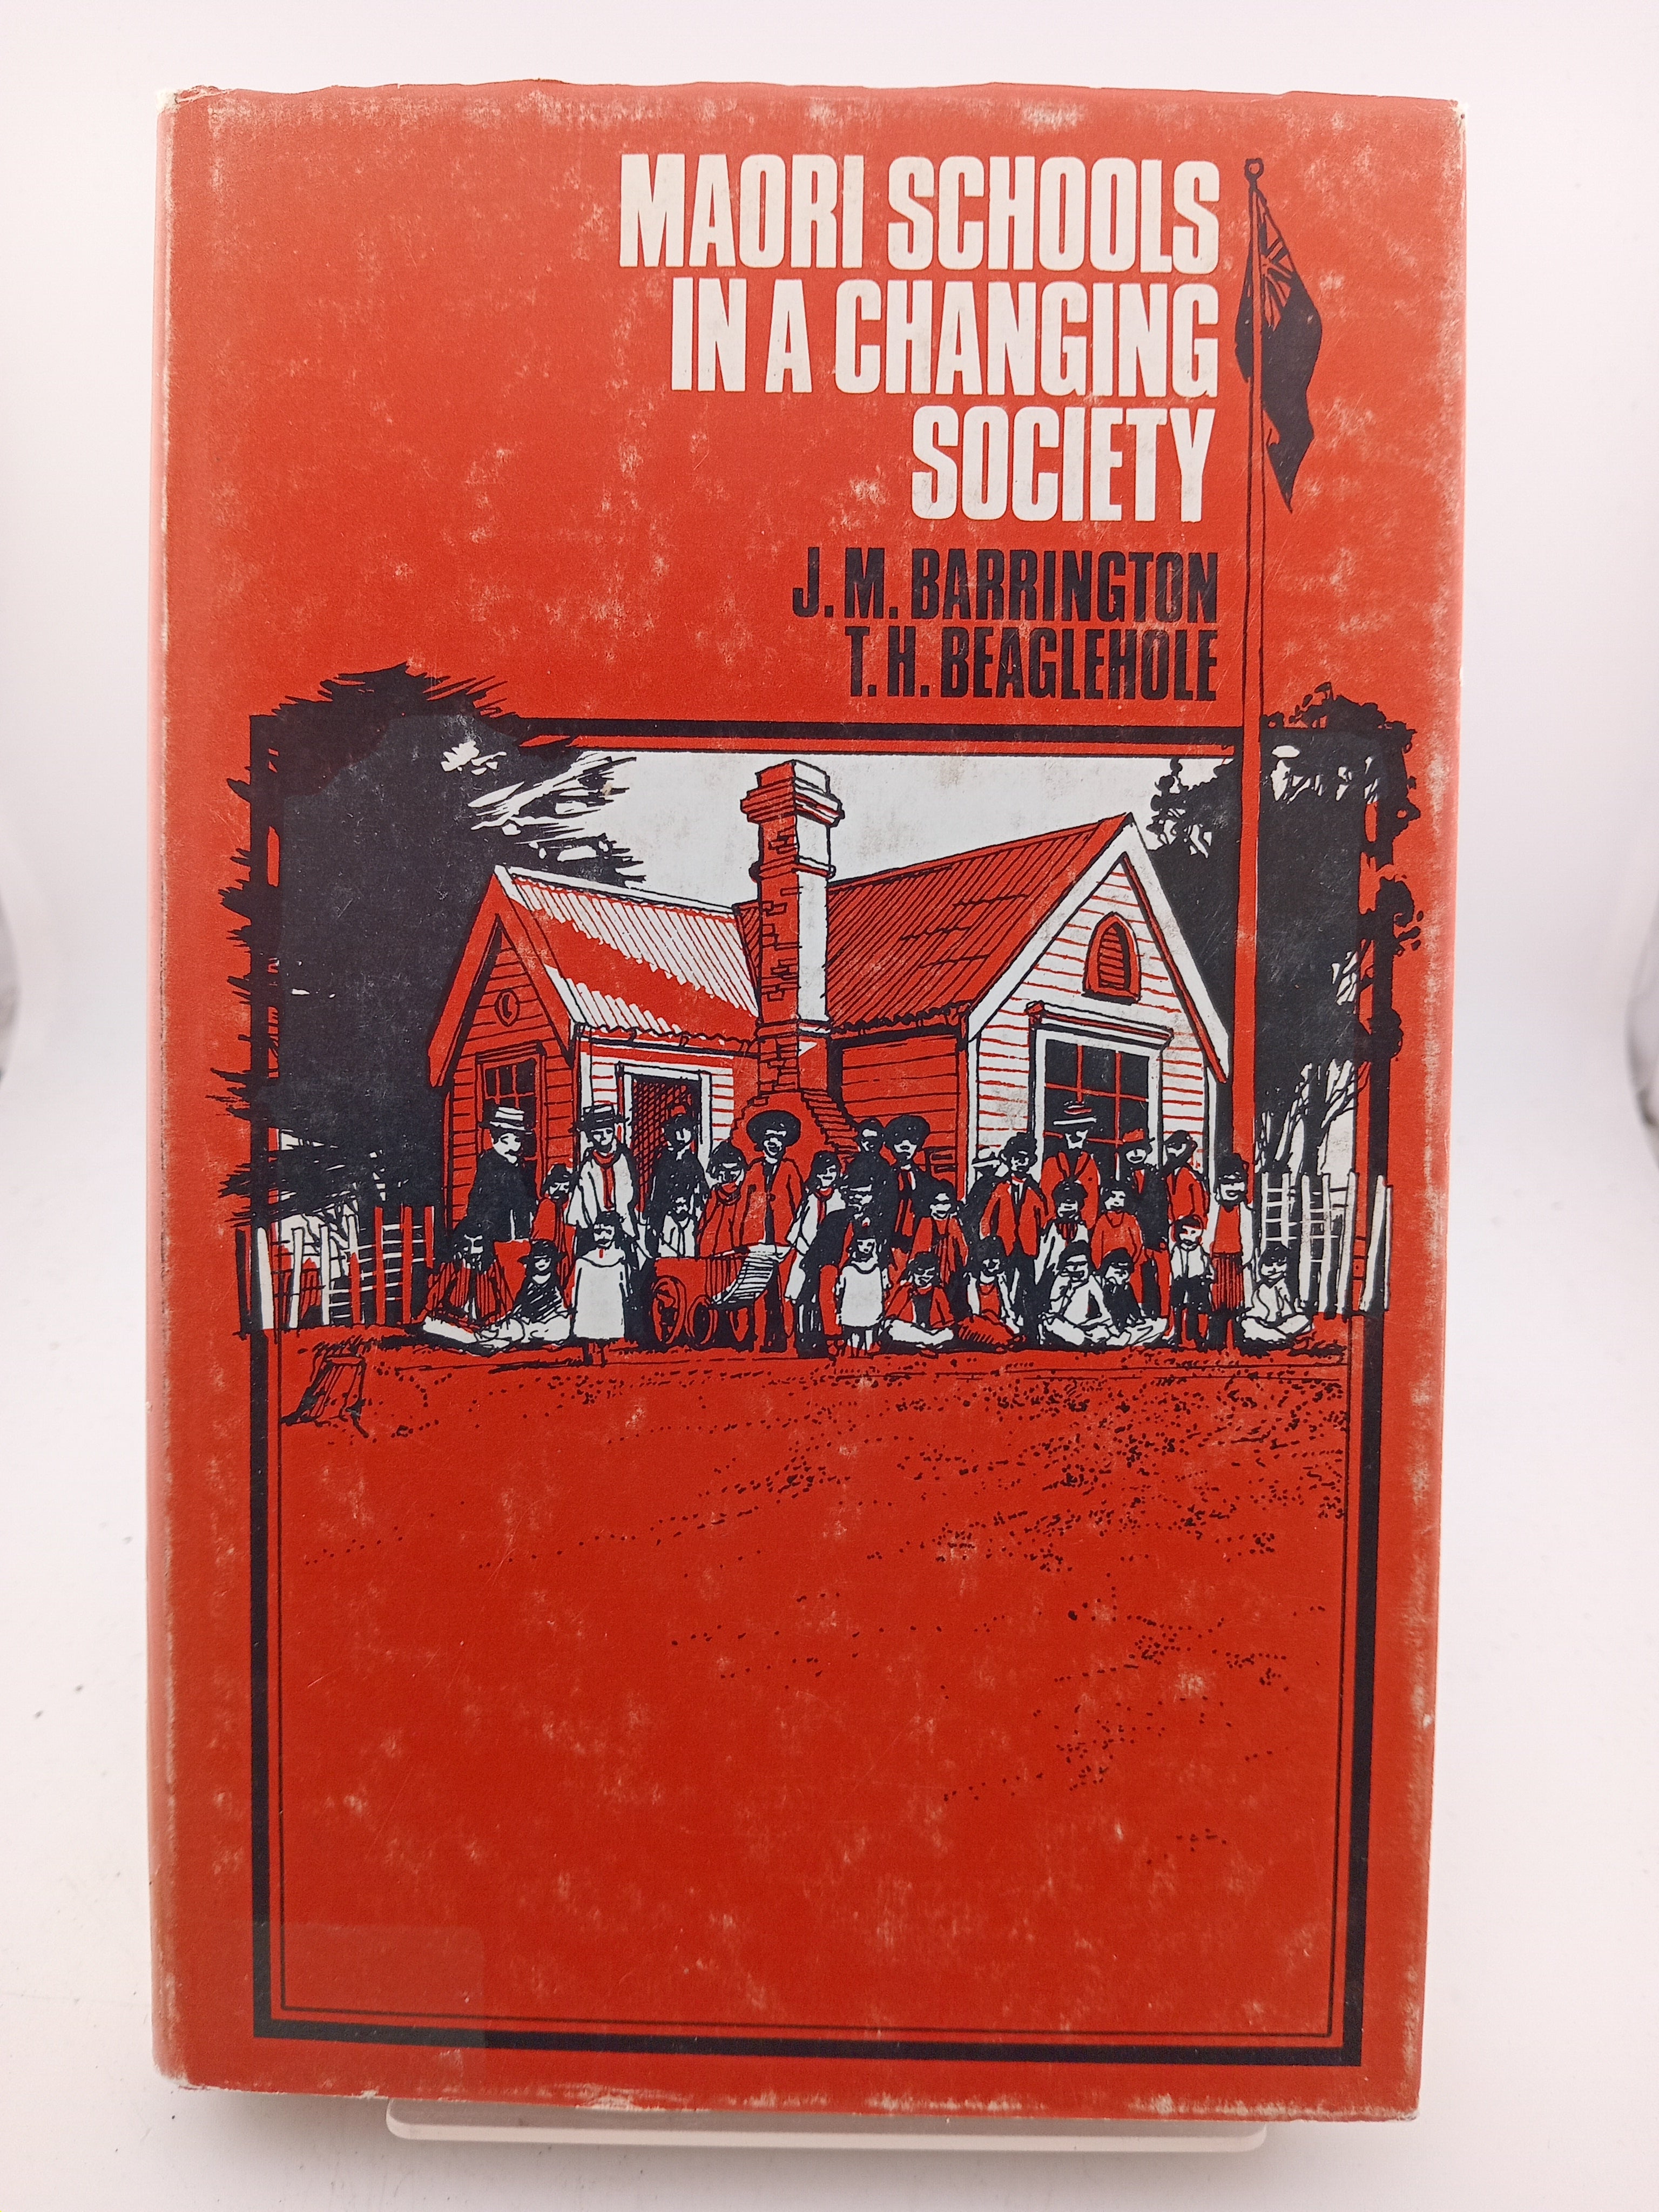 MAORI SCHOOLS
IN A CHANGING
SOCIETY
J. M. BARRINGTON
T. H. BEAGLEHOLE